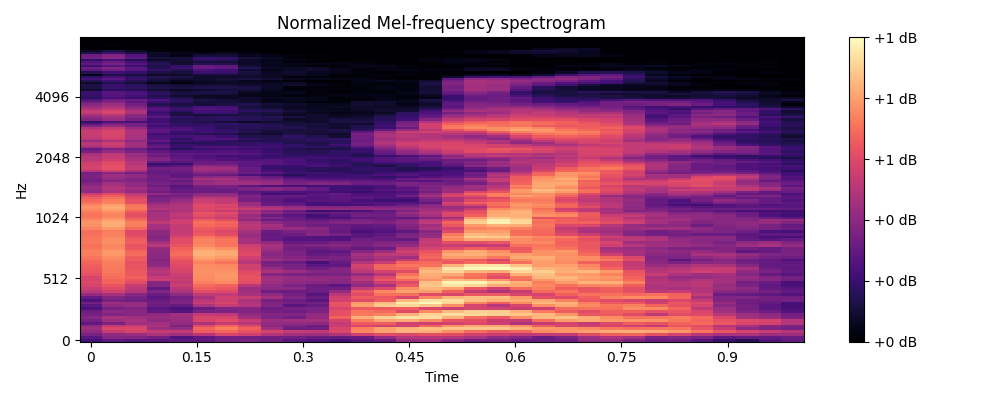 Normalized Mel-frequency spectrogram
Hz
4096
2048
1024
512
0
0 0.15 0.3 0.45 0.6 0.75 0.9
Time
+1 dB
+1 dB
+1 dB
+0 dB
+0 dB
+0 dB